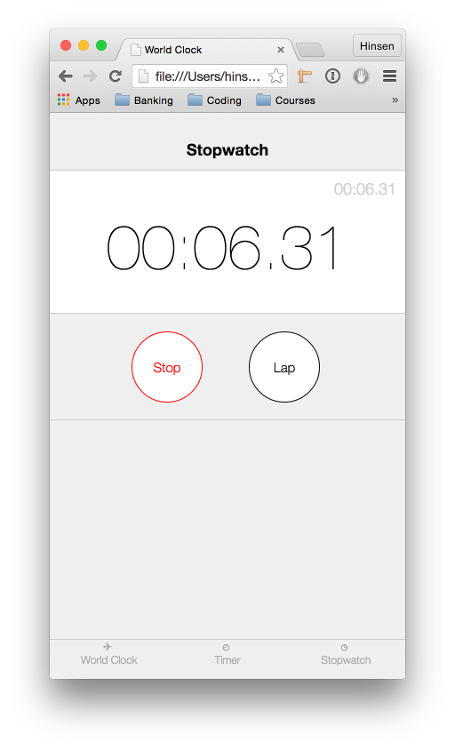 World Clock
Hinsen
file:///Users/hins...
Apps Banking Coding Courses »
Stopwatch
00:06.31
00:06.31
Stop Lap
World Clock Timer Stopwatch